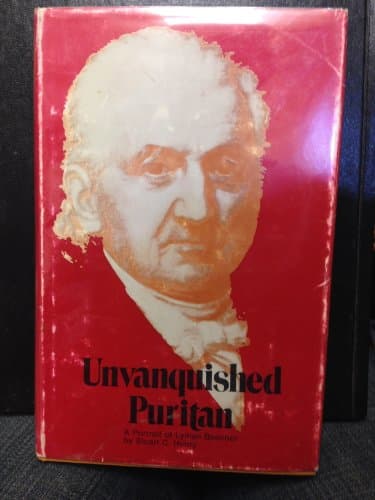 Unvanquished
Puritan
A Portrait of Lyman Beecher
by Stuart C. Henry